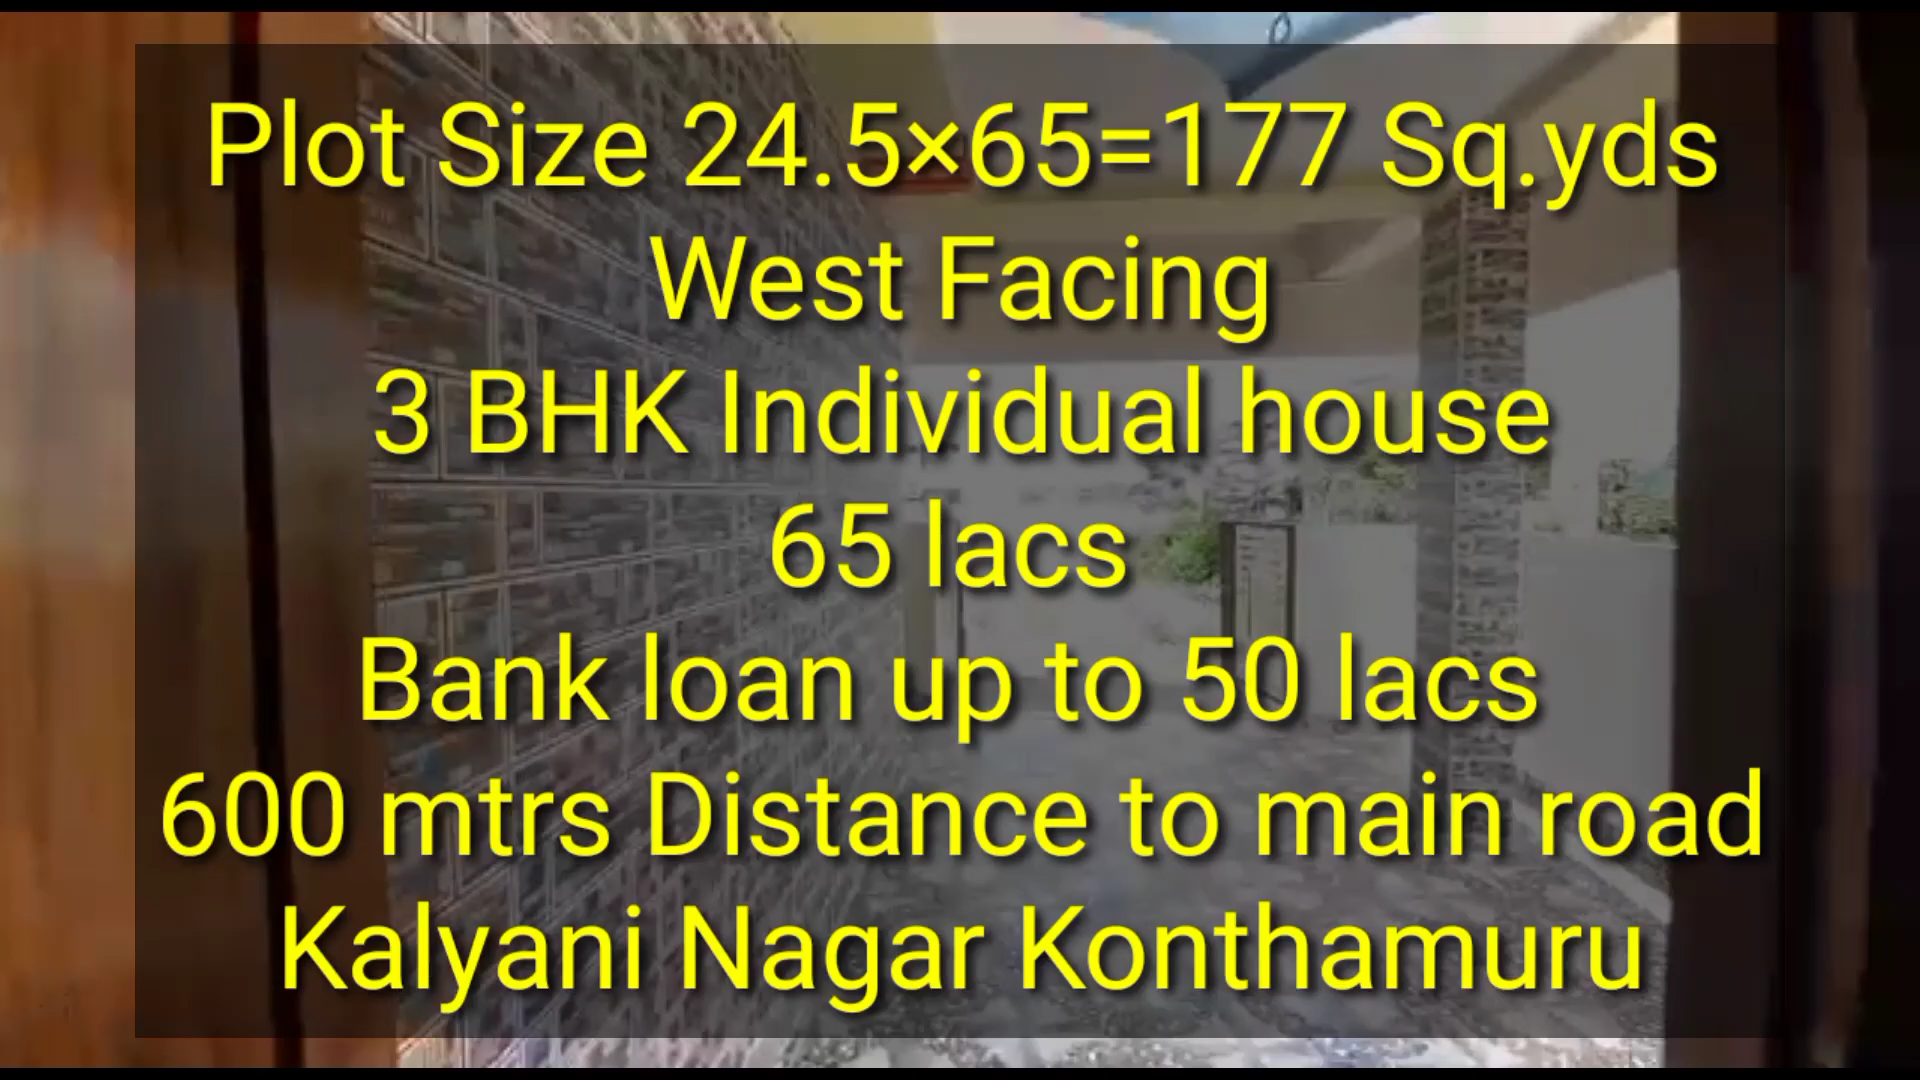 Plot Size 24.5×65=177 Sq.yds
West Facing
3 BHK Individual house
65 lacs
Bank loan up to 50 lacs
600 mtrs Distance to main road
Kalyani Nagar Konthamuru